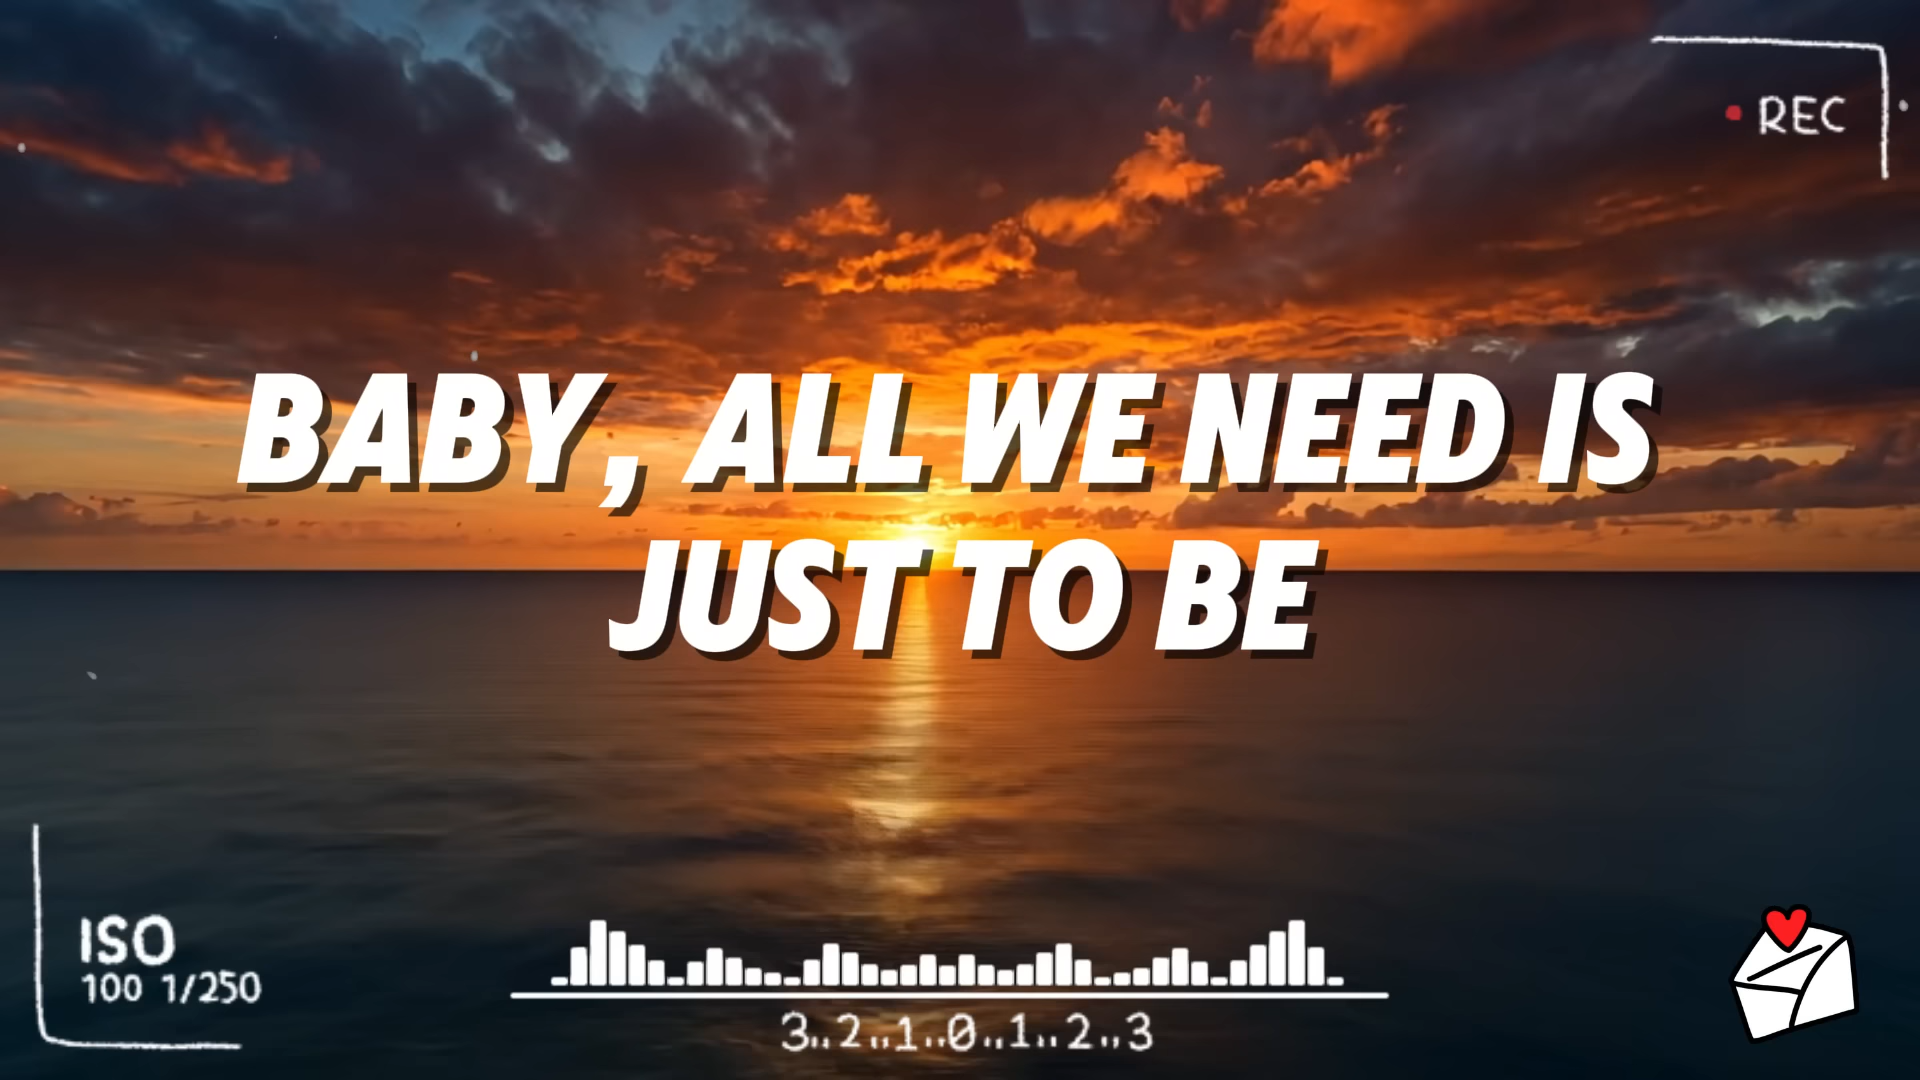 REC
BABY, ALL WE NEED IS
JUST TO BE
ISO
100 1/250
3..2..1..0..1..2..3